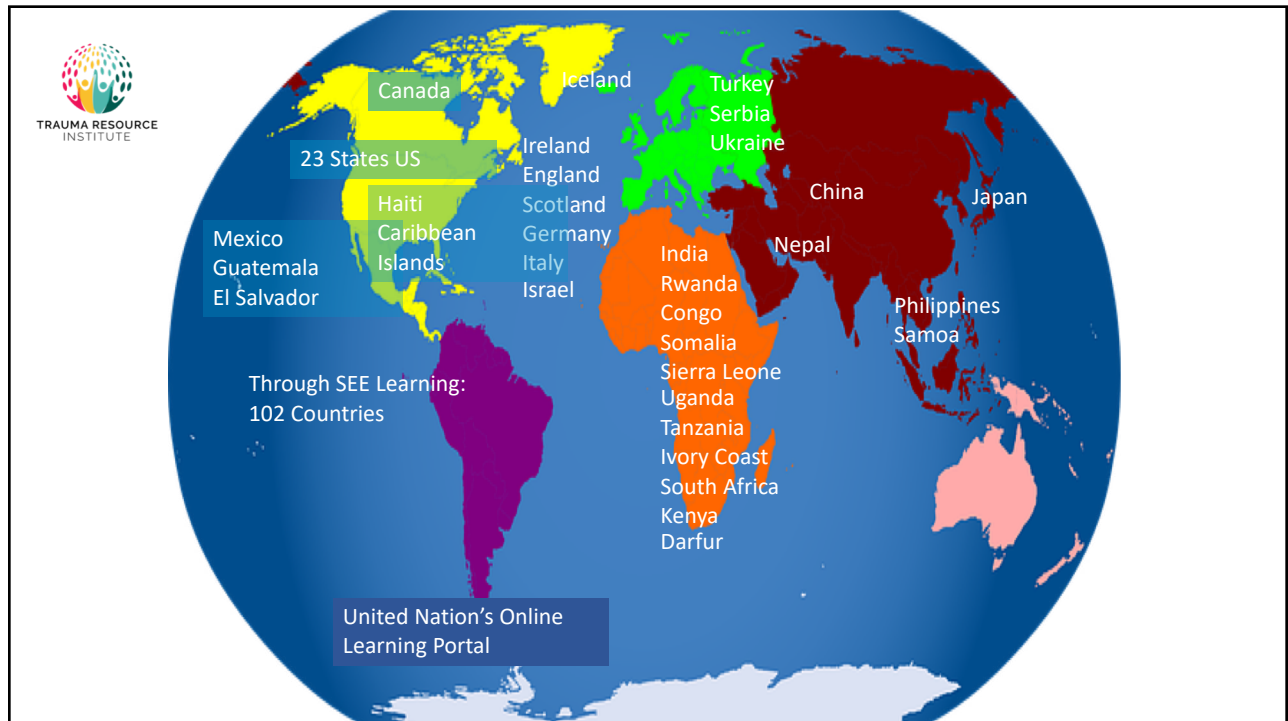 TRAUMA RESOURCE
INSTITUTE
Canada
23 States US
Haiti
Caribbean
Islands
Mexico
Guatemala
El Salvador
Through SEE Learning:
102 Countries
United Nation’s Online
Learning Portal
Iceland
Ireland
England
Scotland
Germany
Italy
Israel
Turkey
Serbia
Ukraine
India
Rwanda
Congo
Somalia
Sierra Leone
Uganda
Tanzania
Ivory Coast
South Africa
Kenya
Darfur
China
Nepal
Japan
Philippines
Samoa